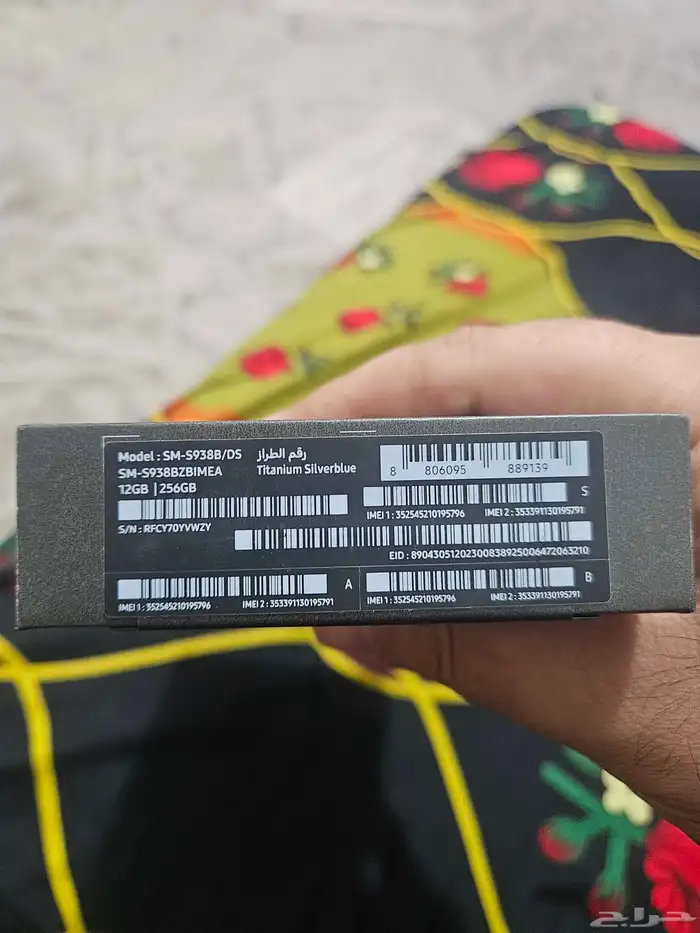 Model : SM-S938B/DS رقم الطراز
SM-S938BZBIMEA Titanium Silverblue
12GB | 256GB
8 806095 889139
S
IMEI 1 : 352545210195796 IMEI 2 : 353391130195791
S/N : RFCY70YVWZY
EID : 89043051202300838925006472063210
A
IMEI 1 : 352545210195796 IMEI 2 : 353391130195791
B
IMEI 1 : 352545210195796 IMEI 2 : 353391130195791
حراج